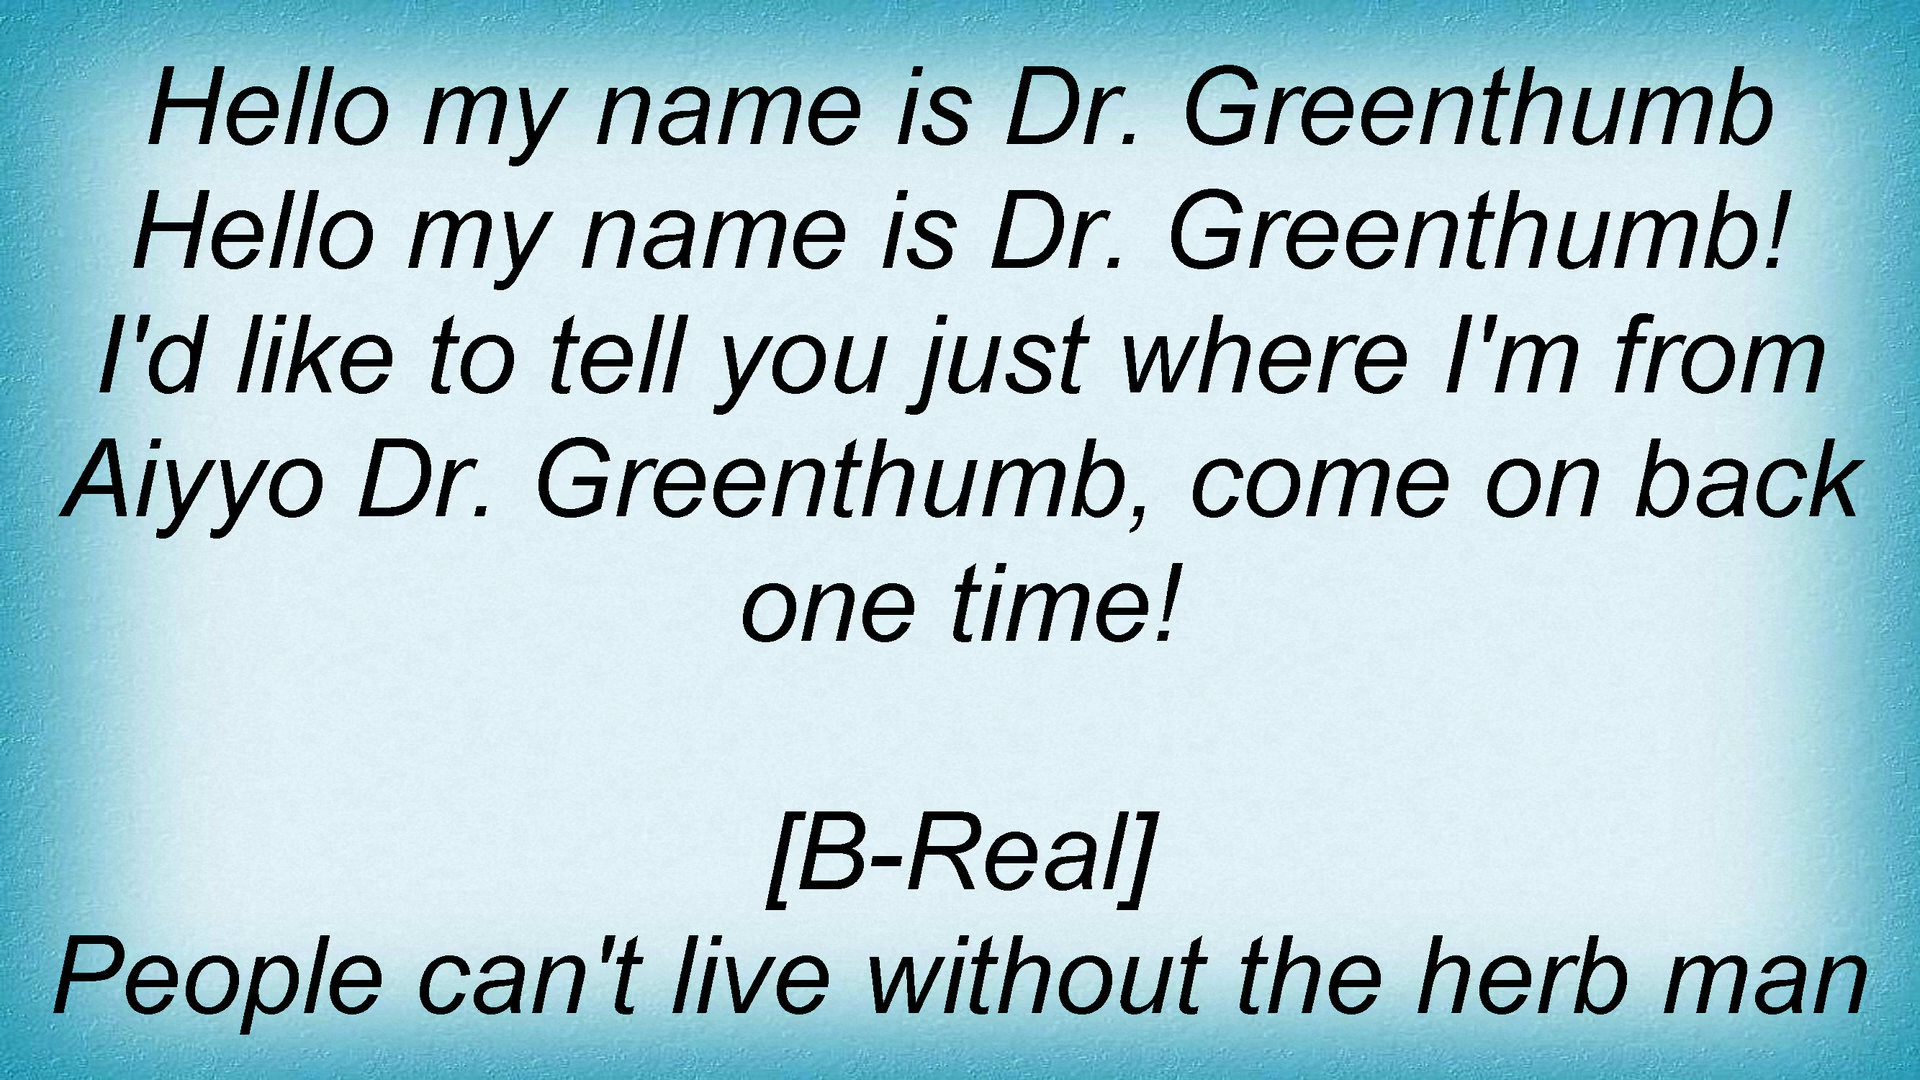 Hello my name is Dr. Greenthumb
Hello my name is Dr. Greenthumb!
I'd like to tell you just where I'm from
Aiyyo Dr. Greenthumb, come on back
one time!
[B-Real]
People can't live without the herb man